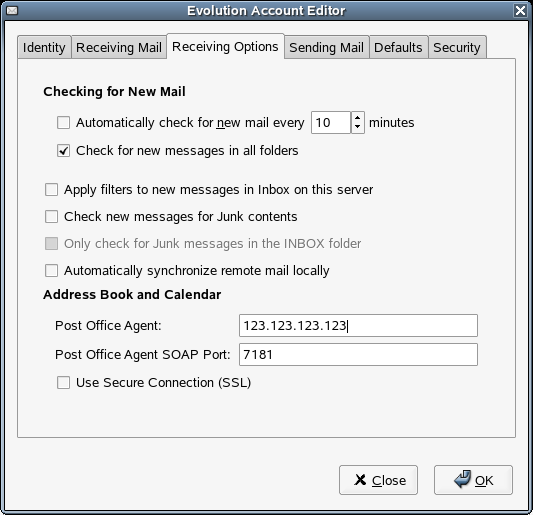 Evolution Account Editor
Identity Receiving Mail Receiving Options Sending Mail Defaults Security
Checking for New Mail
Automatically check for new mail every 10 minutes
Check for new messages in all folders
Apply filters to new messages in Inbox on this server
Check new messages for Junk contents
Only check for Junk messages in the INBOX folder
Automatically synchronize remote mail locally
Address Book and Calendar
Post Office Agent: 123.123.123.123
Post Office Agent SOAP Port: 7181
Use Secure Connection (SSL)
Close OK